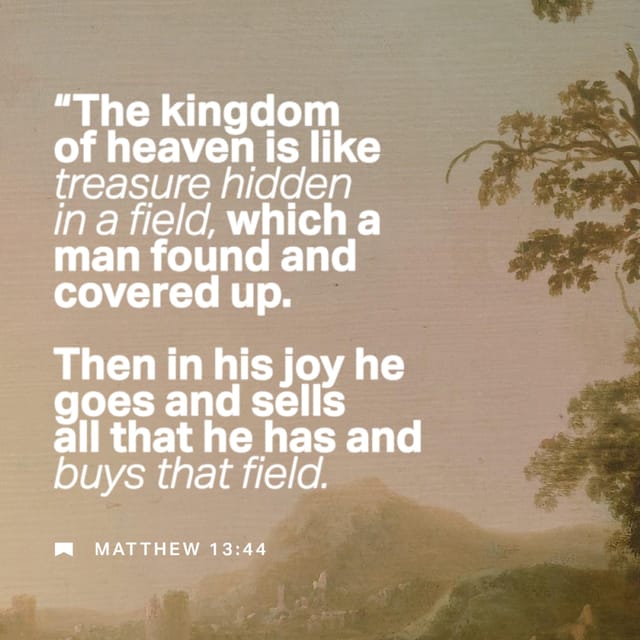 “The kingdom
of heaven is like
treasure hidden
in a field, which a
man found and
covered up.
Then in his joy he
goes and sells
all that he has and
buys that field.
MATTHEW 13:44